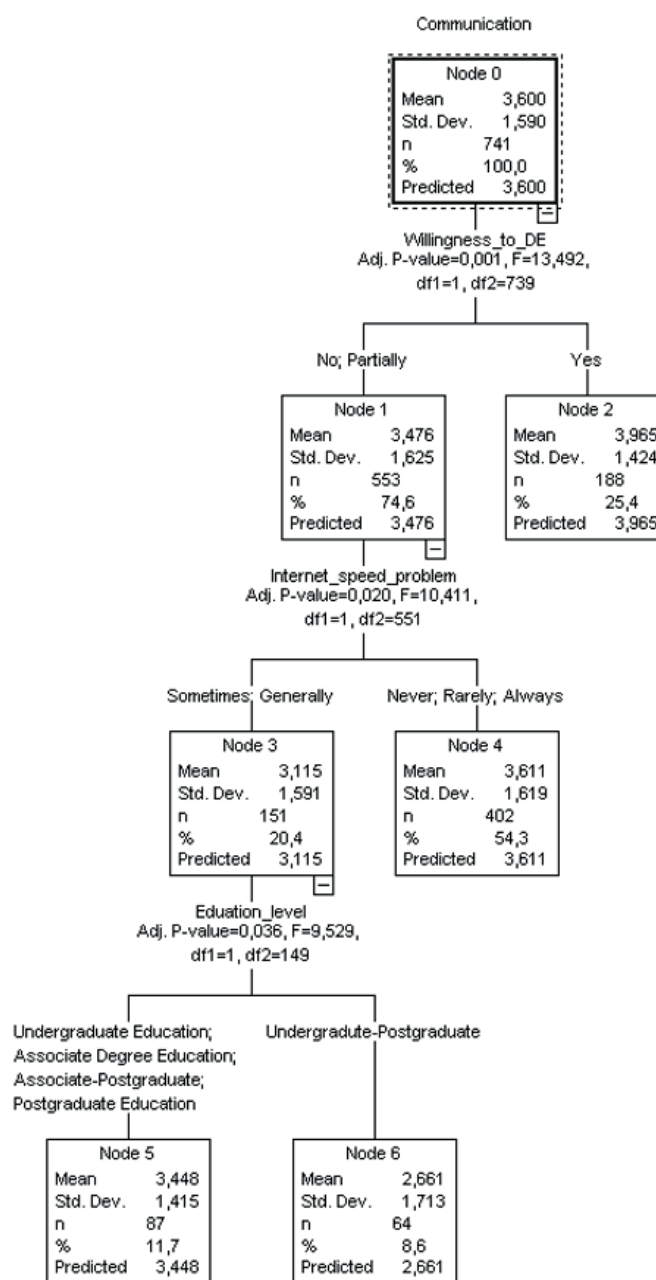 Communication
Node 0
Mean 3,600
Std. Dev. 1,590
n 741
% 100,0
Predicted 3,600
Willingness_to_DE
Adj. P-value=0,001, F=13,492,
df1=1, df2=739
No; Partially
Yes
Node 1
Mean 3,476
Std. Dev. 1,625
n 553
% 74,6
Predicted 3,476
Node 2
Mean 3,965
Std. Dev. 1,424
n 188
% 25,4
Predicted 3,965
Internet_speed_problem
Adj. P-value=0,020, F=10,411,
df1=1, df2=551
Sometimes; Generally
Never; Rarely; Always
Node 3
Mean 3,115
Std. Dev. 1,591
n 151
% 20,4
Predicted 3,115
Node 4
Mean 3,611
Std. Dev. 1,619
n 402
% 54,3
Predicted 3,611
Eduation_level
Adj. P-value=0,036, F=9,529,
df1=1, df2=149
Undergraduate Education;
Associate Degree Education;
Associate-Postgraduate;
Postgraduate Education
Undergradute-Postgraduate
Node 5
Mean 3,448
Std. Dev. 1,415
n 87
% 11,7
Predicted 3,448
Node 6
Mean 2,661
Std. Dev. 1,713
n 64
% 8,6
Predicted 2,661